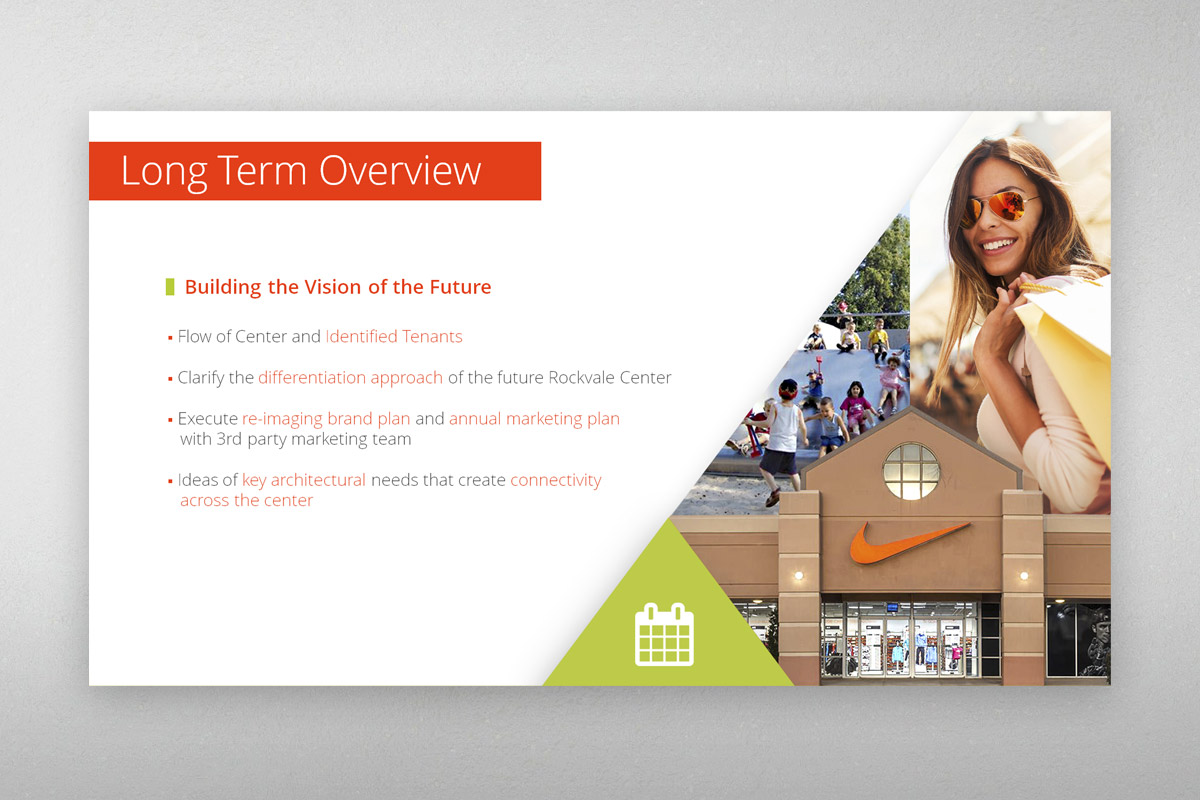 Long Term Overview
Building the Vision of the Future
▪ Flow of Center and Identified Tenants
▪ Clarify the differentiation approach of the future Rockvale Center
▪ Execute re-imaging brand plan and annual marketing plan
with 3rd party marketing team
▪ Ideas of key architectural needs that create connectivity
across the center